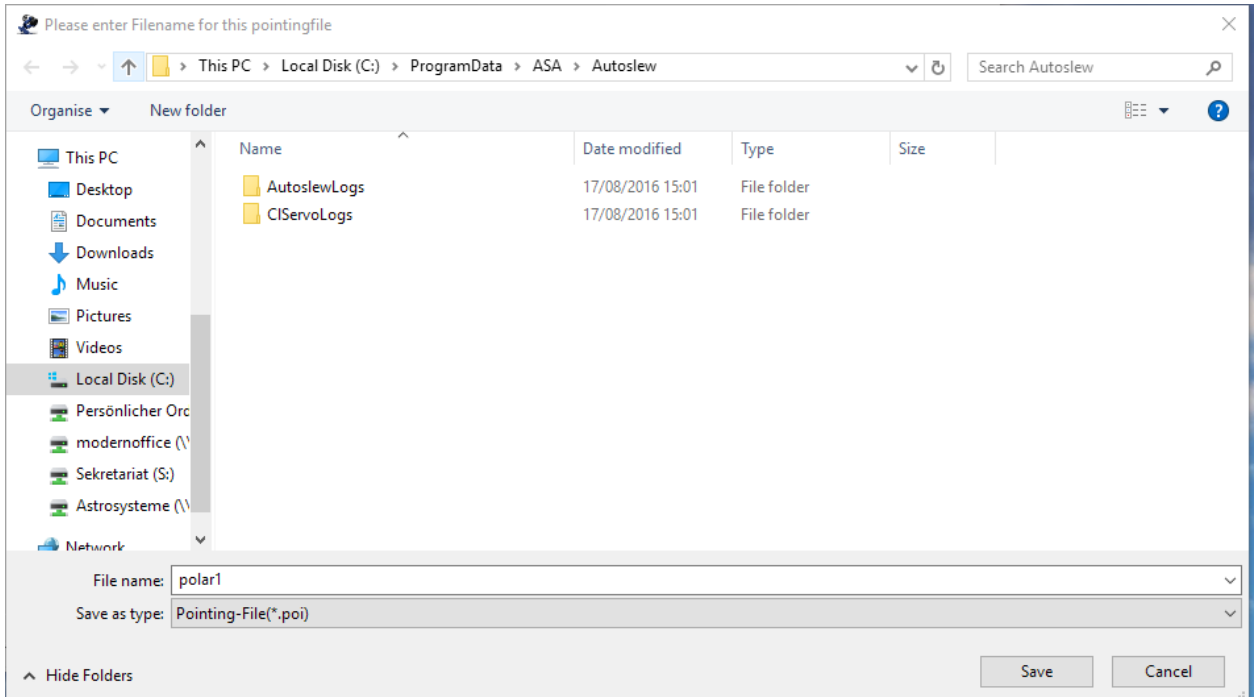 Please enter Filename for this pointingfile
This PC > Local Disk (C:) > ProgramData > ASA > Autoslew
Search Autoslew
Organise
New folder
Name
Date modified
Type
Size
This PC
Desktop
Documents
Downloads
Music
Pictures
Videos
Local Disk (C:)
Persönlicher Ord
modernoffice (\\
Sekretariat (S:)
Astrosysteme (\\
Network
AutoslewLogs 17/08/2016 15:01 File folder
ClServoLogs 17/08/2016 15:01 File folder
File name: polar1
Save as type: Pointing-File(*.poi)
Hide Folders
Save
Cancel